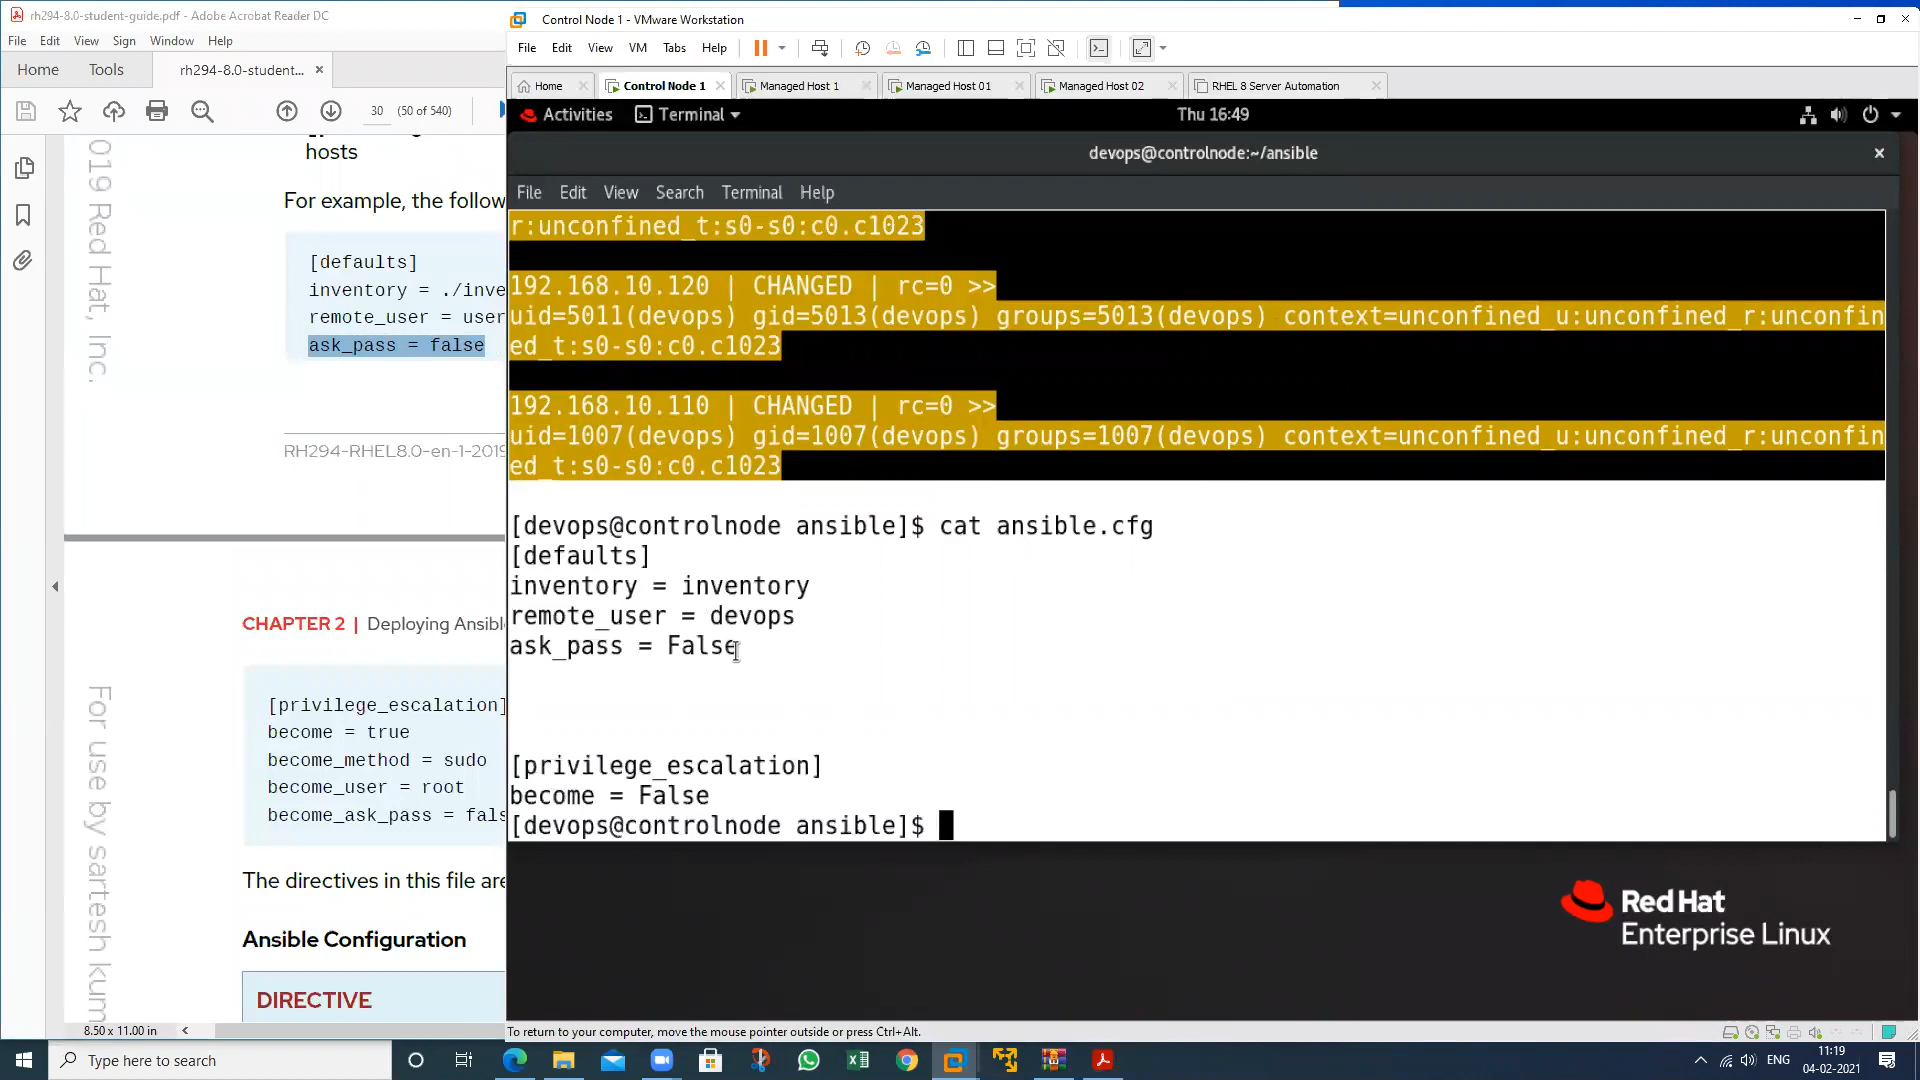 rh294-8.0-student-guide.pdf - Adobe Acrobat Reader DC
File Edit View Sign Window Help
Home Tools rh294-8.0-student... ×
30 (50 of 540)
019 Red Hat, Inc.
hosts
For example, the follow
[defaults]
inventory = ./inve
remote_user = user
ask_pass = false
RH294-RHEL8.0-en-1-2019
CHAPTER 2 | Deploying Ansibl
For use by sartesh kum
[privilege_escalation]
become = true
become_method = sudo
become_user = root
become_ask_pass = fals
The directives in this file are
Ansible Configuration
DIRECTIVE
8.50 x 11.00 in
Control Node 1 - VMware Workstation
File Edit View VM Tabs Help
Home Control Node 1 Managed Host 1 Managed Host 01 Managed Host 02 RHEL 8 Server Automation
Activities Terminal Thu 16:49
devops@controlnode:~/ansible
File Edit View Search Terminal Help
r:unconfined_t:s0-s0:c0.c1023
192.168.10.120 | CHANGED | rc=0 >>
uid=5011(devops) gid=5013(devops) groups=5013(devops) context=unconfined_u:unconfined_r:unconfin
ed_t:s0-s0:c0.c1023
192.168.10.110 | CHANGED | rc=0 >>
uid=1007(devops) gid=1007(devops) groups=1007(devops) context=unconfined_u:unconfined_r:unconfin
ed_t:s0-s0:c0.c1023
[devops@controlnode ansible]$ cat ansible.cfg
[defaults]
inventory = inventory
remote_user = devops
ask_pass = False
[privilege_escalation]
become = False
[devops@controlnode ansible]$
Red Hat
Enterprise Linux
To return to your computer, move the mouse pointer outside or press Ctrl+Alt.
Type here to search
ENG
11:19
04-02-2021